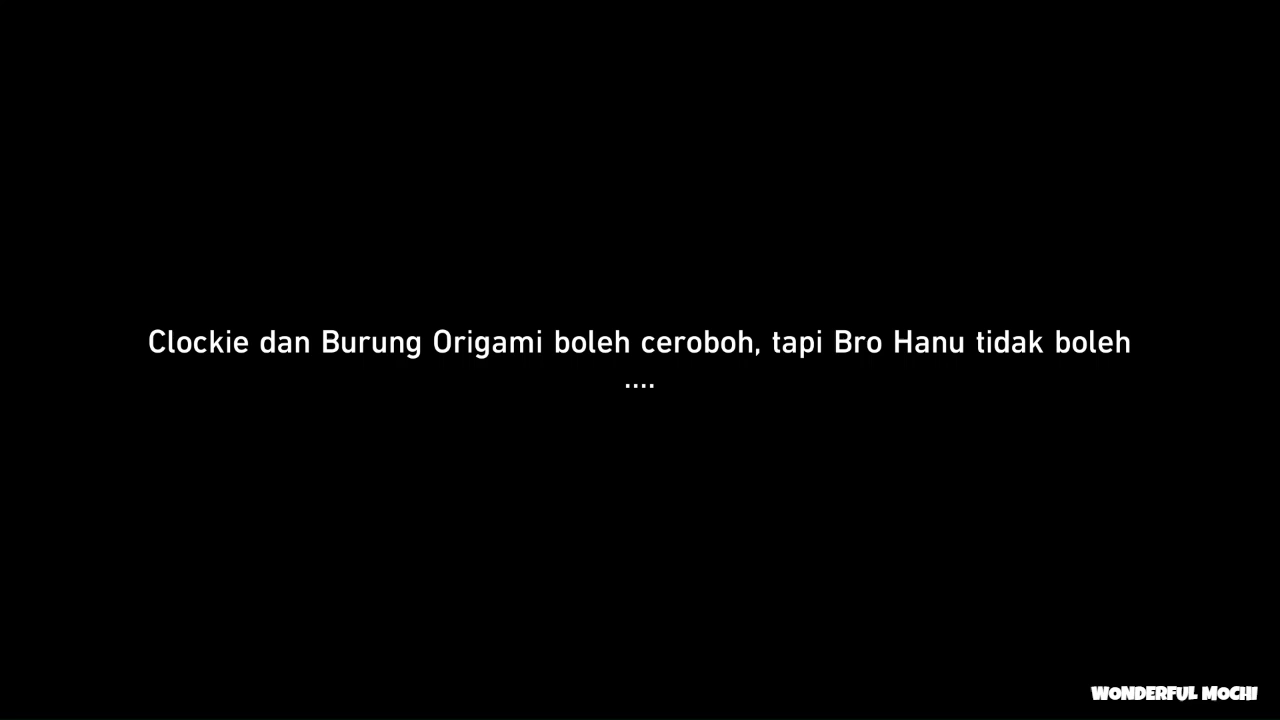 Clockie dan Burung Origami boleh ceroboh, tapi Bro Hanu tidak boleh
....
WONDERFUL MOCHI